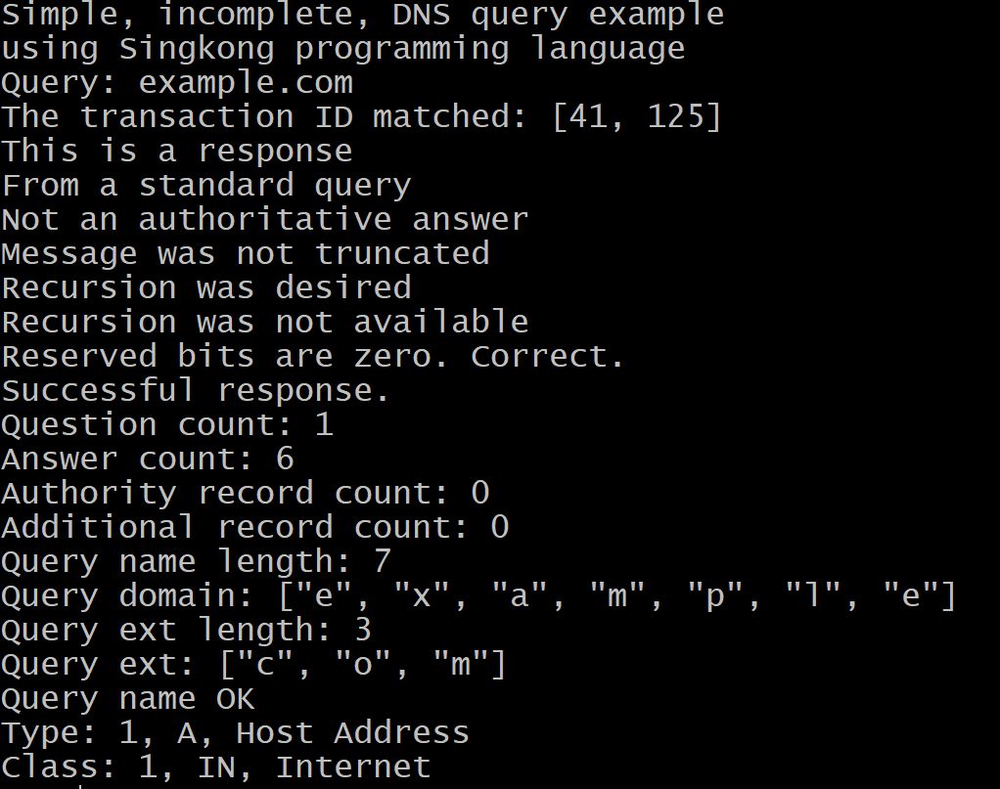 Simple, incomplete, DNS query example
using Singkong programming language
Query: example.com
The transaction ID matched: [41, 125]
This is a response
From a standard query
Not an authoritative answer
Message was not truncated
Recursion was desired
Recursion was not available
Reserved bits are zero. Correct.
Successful response.
Question count: 1
Answer count: 6
Authority record count: 0
Additional record count: 0
Query name length: 7
Query domain: ["e", "x", "a", "m", "p", "l", "e"]
Query ext length: 3
Query ext: ["c", "o", "m"]
Query name OK
Type: 1, A, Host Address
Class: 1, IN, Internet